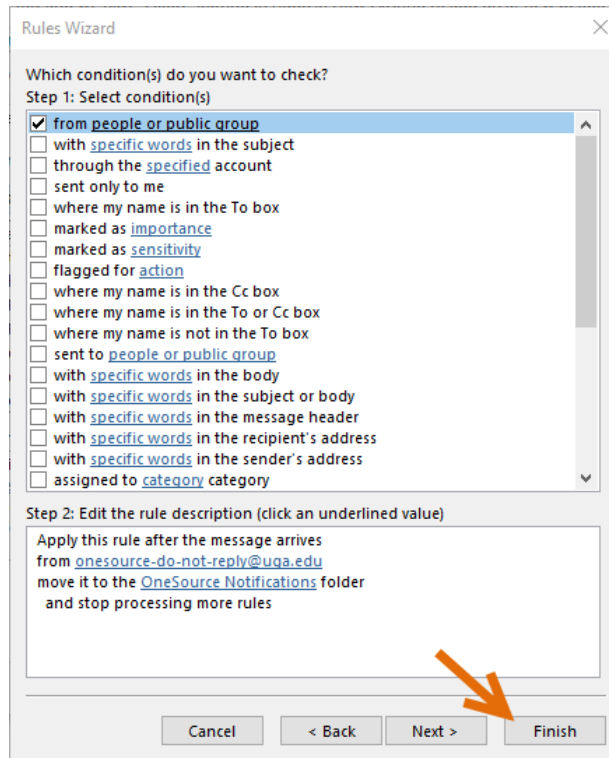 Rules Wizard
Which condition(s) do you want to check?
Step 1: Select condition(s)
from people or public group
with specific words in the subject
through the specified account
sent only to me
where my name is in the To box
marked as importance
marked as sensitivity
flagged for action
where my name is in the Cc box
where my name is in the To or Cc box
where my name is not in the To box
sent to people or public group
with specific words in the body
with specific words in the subject or body
with specific words in the message header
with specific words in the recipient's address
with specific words in the sender's address
assigned to category category
Step 2: Edit the rule description (click an underlined value)
Apply this rule after the message arrives
from onesource-do-not-reply@uga.edu
move it to the OneSource Notifications folder
and stop processing more rules
Cancel < Back Next > Finish